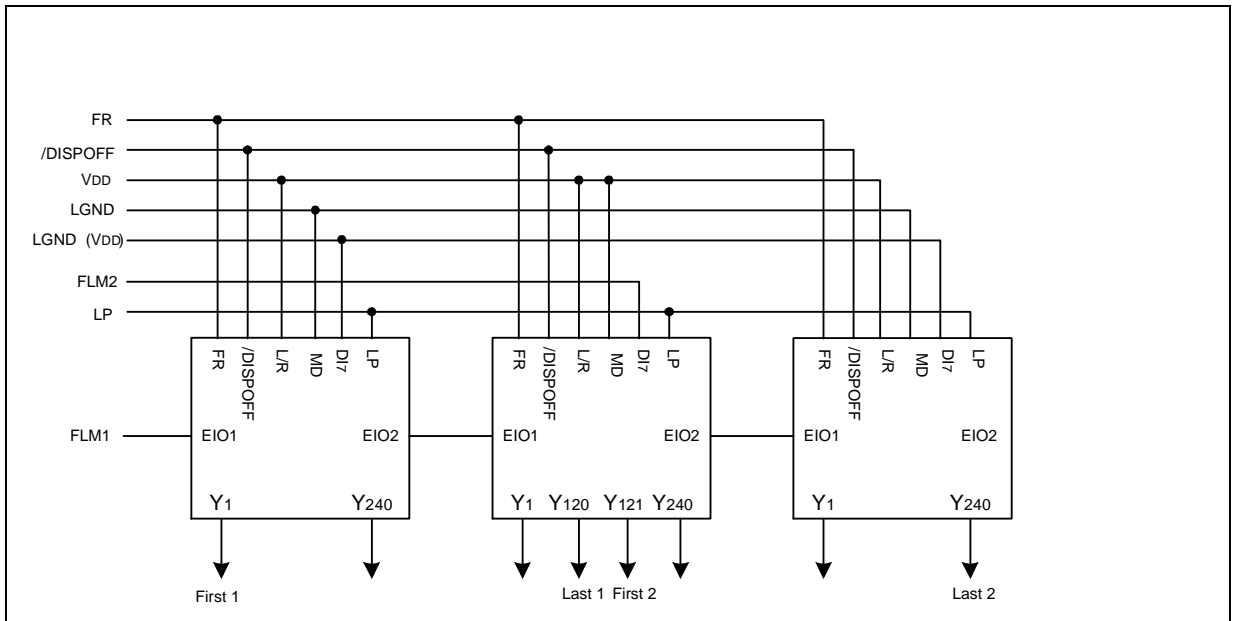 FR
/DISPOFF
VDD
LGND
LGND (VDD)
FLM2
LP
FR /DISPOFF L/R MD DI7 LP
FR /DISPOFF L/R MD DI7 LP
FR /DISPOFF L/R MD DI7 LP
FLM1 EIO1 EIO2 EIO1 EIO2 EIO1 EIO2
Y1 Y240 Y1 Y120 Y121 Y240 Y1 Y240
First 1 Last 1 First 2 Last 2